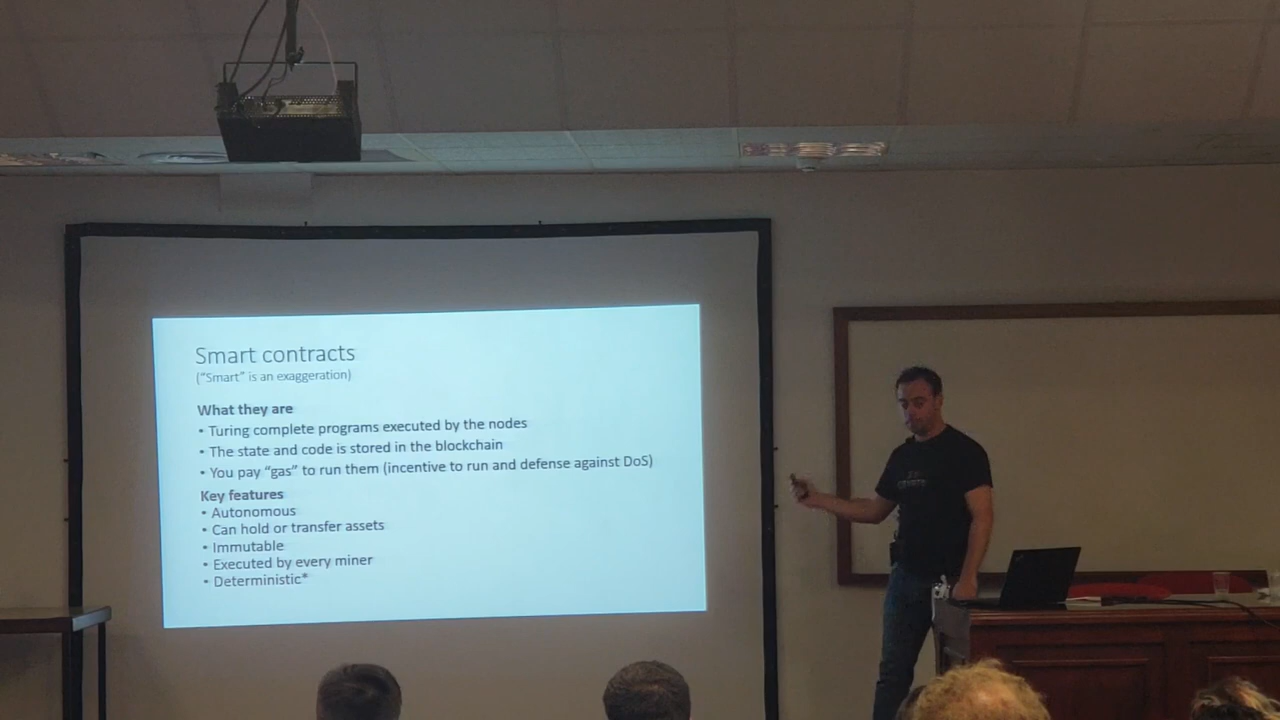 Smart contracts
("Smart" is an exaggeration)
What they are
• Turing complete programs executed by the nodes
• The state and code is stored in the blockchain
• You pay "gas" to run them (incentive to run and defense against DoS)
Key features
• Autonomous
• Can hold or transfer assets
• Immutable
• Executed by every miner
• Deterministic*